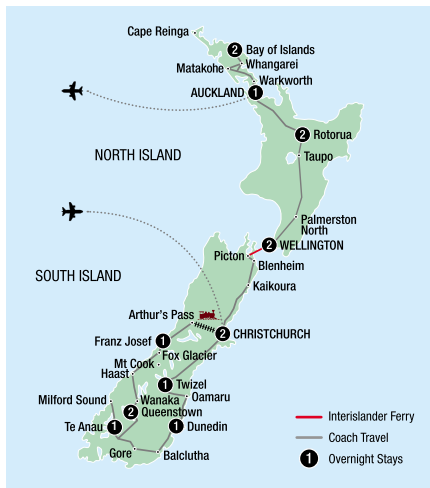 Cape Reinga
2
Bay of Islands
Whangarei
Matakohe
Warkworth
AUCKLAND
1
2
Rotorua
NORTH ISLAND
Taupo
Palmerston
North
2
WELLINGTON
Picton
Blenheim
SOUTH ISLAND
Kaikoura
Arthur's Pass
2
CHRISTCHURCH
Franz Josef
1
Fox Glacier
Mt Cook
Haast
1
Twizel
Milford Sound
Wanaka
Oamaru
2
Queenstown
Te Anau
1
1
Dunedin
Gore
Balclutha
Interislander Ferry
Coach Travel
1
Overnight Stays